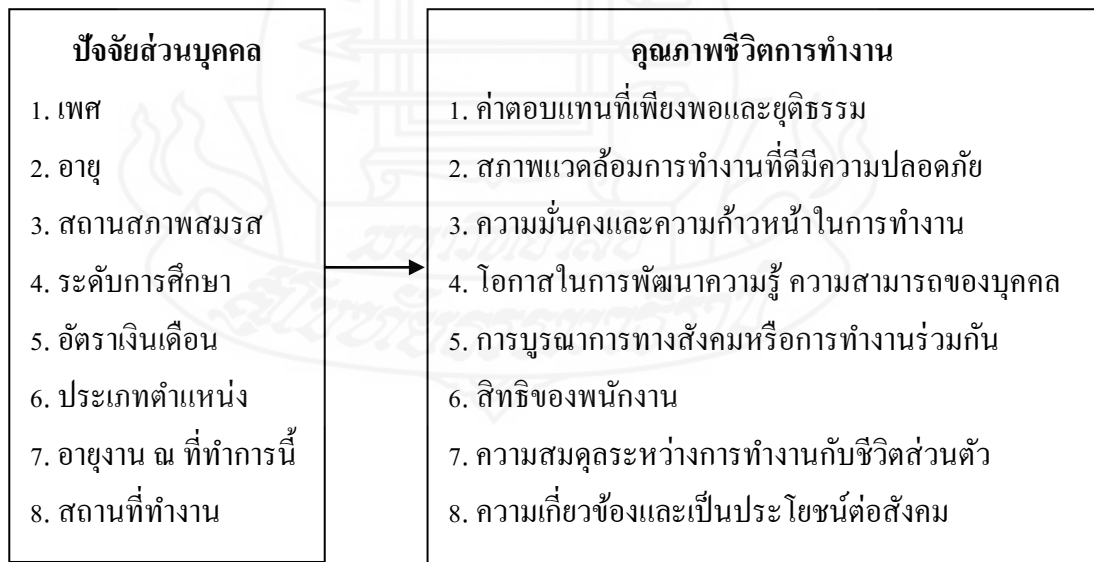 ปัจจัยส่วนบุคคล
1. เพศ
2. อายุ
3. สถานสภาพสมรส
4. ระดับการศึกษา
5. อัตราเงินเดือน
6. ประเภทตำแหน่ง
7. อายุงาน ณ ที่ทำการนี้
8. สถานที่ทำงาน
คุณภาพชีวิตการทำงาน
1. ค่าตอบแทนที่เพียงพอและยุติธรรม
2. สภาพแวดล้อมการทำงานที่ดีมีความปลอดภัย
3. ความมั่นคงและความก้าวหน้าในการทำงาน
4. โอกาสในการพัฒนาความรู้ ความสามารถของบุคคล
5. การบูรณาการทางสังคมหรือการทำงานร่วมกัน
6. สิทธิของพนักงาน
7. ความสมดุลระหว่างการทำงานกับชีวิตส่วนตัว
8. ความเกี่ยวข้องและเป็นประโยชน์ต่อสังคม